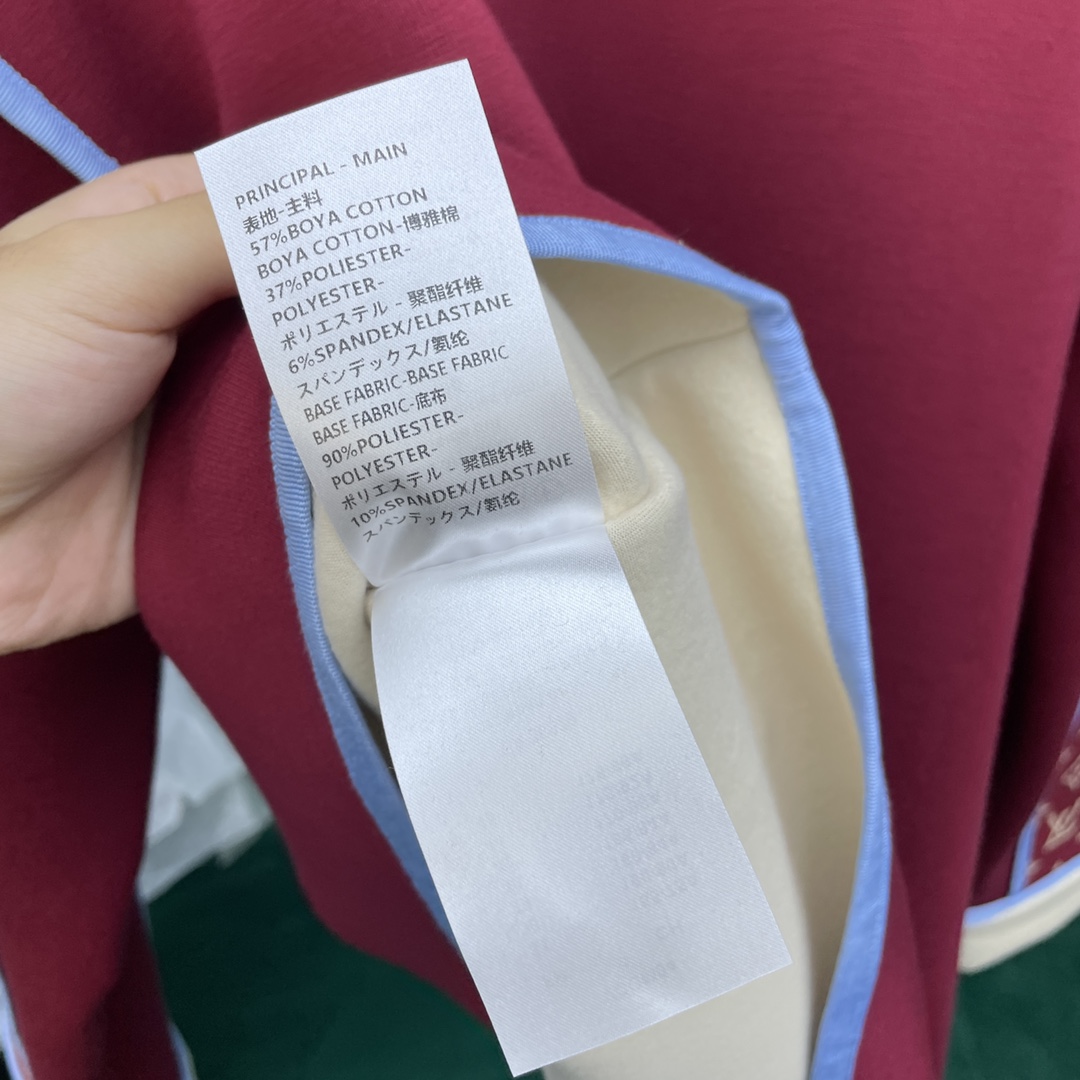 PRINCIPAL - MAIN
表地-主料
57%BOYA COTTON
BOYA COTTON-博雅棉
37%POLIESTER-
POLYESTER-
ポリエステル - 聚酯纤维
6%SPANDEX/ELASTANE
スパンデックス/氨纶
BASE FABRIC-BASE FABRIC
BASE FABRIC-底布
90%POLIESTER-
POLYESTER-
ポリエステル - 聚酯纤维
10%SPANDEX/ELASTANE
スパンデックス/氨纶